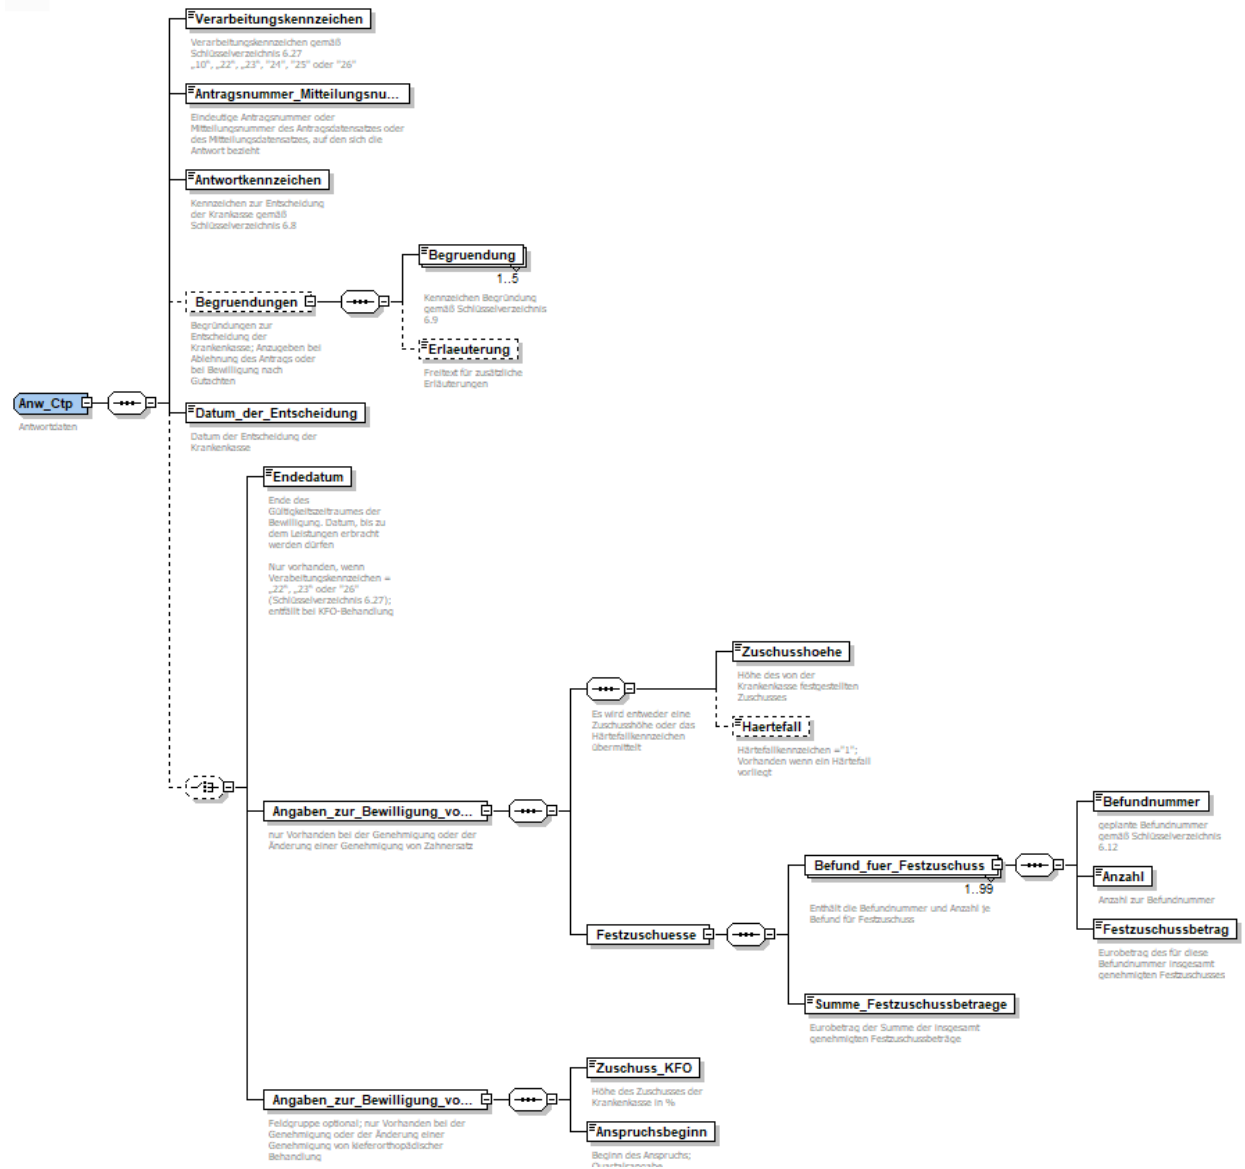 Verarbeitungskennzeichen
Verarbeitungskennzeichen gemäß
Schlüsselverzeichnis 6.27
„10“, „22“, „23“, "24", "25" oder "26"
Antragsnummer_Mitteilungsnu...
Eindeutige Antragsnummer oder
Mitteilungsnummer des Antragsdatensatzes oder
des Mitteilungsdatensatzes, auf den sich die
Antwort bezieht
Antwortkennzeichen
Kennzeichen zur Entscheidung
der Krankasse gemäß
Schlüsselverzeichnis 6.8
Begruendungen
Begründungen zur
Entscheidung der
Krankenkasse; Anzugeben bei
Ablehnung des Antrags oder
bei Bewilligung nach
Gutachten
Begruendung
1..5
Kennzeichen Begründung
gemäß Schlüsselverzeichnis
6.9
Erlaeuterung
Freitext für zusätzliche
Erläuterungen
Anw_Ctp
Antwortdaten
Datum_der_Entscheidung
Datum der Entscheidung der
Krankenkasse
Endedatum
Ende des
Gültigkeitszeitraumes der
Bewilligung. Datum, bis zu
dem Leistungen erbracht
werden dürfen
Nur vorhanden, wenn
Verabeitungskennzeichen =
„22“, „23“ oder "26"
(Schlüsselverzeichnis 6.27);
entfällt bei KFO-Behandlung
Angaben_zur_Bewilligung_vo...
nur Vorhanden bei der Genehmigung oder der
Änderung einer Genehmigung von Zahnersatz
Es wird entweder eine
Zuschusshöhe oder das
Härtefallkennzeichen
übermittelt
Zuschusshoehe
Höhe des von der
Krankenkasse festgestellten
Zuschusses
Haertefall
Härtefallkennzeichen ="1";
Vorhanden wenn ein Härtefall
vorliegt
Festzuschuesse
Befund_fuer_Festzuschuss
1..99
Enthält die Befundnummer und Anzahl je
Befund für Festzuschuss
Befundnummer
geplante Befundnummer
gemäß Schlüsselverzeichnis
6.12
Anzahl
Anzahl zur Befundnummer
Festzuschussbetrag
Eurobetrag des für diese
Befundnummer insgesamt
genehmigten Festzuschusses
Summe_Festzuschussbetraege
Eurobetrag der Summe der insgesamt
genehmigten Festzuschussbeträge
Angaben_zur_Bewilligung_vo...
Feldgruppe optional; nur Vorhanden bei der
Genehmigung oder der Änderung einer
Genehmigung von kieferorthopädischer
Behandlung
Zuschuss_KFO
Höhe des Zuschusses der
Krankenkasse in %
Anspruchsbeginn
Beginn des Anspruchs;
Quartalsangabe